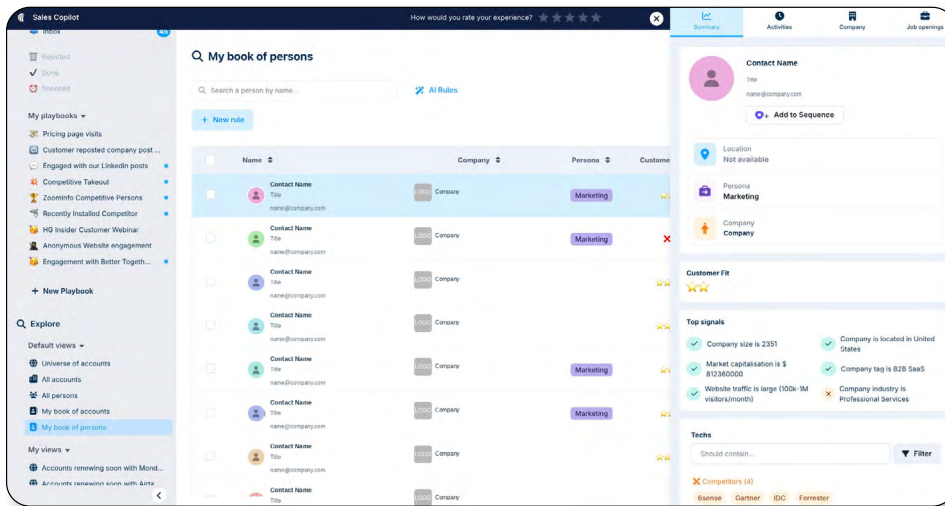 Sales Copilot
How would you rate your experience?
Inbox
45
Rejected
Done
Snoozed
My playbooks
Pricing page visits
Customer reposted company post ...
Engaged with our Linkedin posts
Competitive Takeout
ZoomInfo Competitive Persons
Recently Installed Competitor
HG Insider Customer Webinar
Anonymous Website engagement
Engagement with Better Togeth...
+ New Playbook
Explore
Default views
Universe of accounts
All accounts
All persons
My book of accounts
My book of persons
My views
Accounts renewing soon with Mond...
Accounts renewing soon with Airta
My book of persons
Search a person by name...
AI Rules
+ New rule
Name Company Persona Custome
Contact Name
Title
name@company.com
LOGO Company
Marketing
Contact Name
Title
name@company.com
LOGO Company
Marketing
Contact Name
Title
name@company.com
LOGO Company
Contact Name
Title
name@company.com
LOGO Company
Contact Name
Title
name@company.com
LOGO Company
Marketing
Contact Name
Title
name@company.com
LOGO Company
Marketing
Contact Name
Title
name@company.com
LOGO Company
Contact Name
Title
LOGO Company
Summary
Activities
Company
Job openings
Contact Name
Title
name@company.com
Add to Sequence
Location
Not available
Persona
Marketing
Company
Company
Customer Fit
Top signals
Company size is 2351
Company is located in United
States
Market capitalisation is $
812360000
Company tag is B2B SaaS
Website traffic is large (100k-1M
visitors/month)
Company industry is
Professional Services
Techs
Should contain...
Filter
Competitors (4)
6sense Gartner IDC Forrester